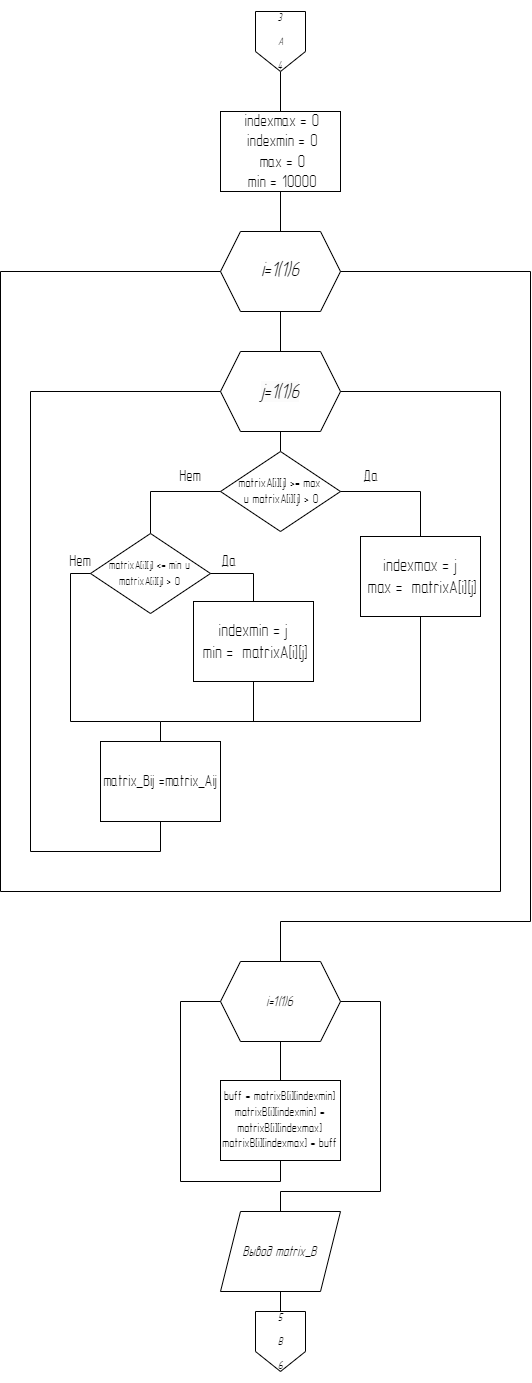 3
A
4
indexmax = 0
indexmin = 0
max = 0
min = 10000
i=1(1)6
j=1(1)6
Нет
matrixA[i][j] >= max
и matrixA[i][j] > 0
Да
Нет
matrixA[i][j] <= min и
matrixA[i][j] > 0
Да
indexmax = j
max = matrixA[i][j]
indexmin = j
min = matrixA[i][j]
matrix_Bij =matrix_Aij
i=1(1)6
buff = matrixB[i][indexmin]
matrixB[i][indexmin] =
matrixB[i][indexmax]
matrixB[i][indexmax] = buff
Вывод matrix_B
5
B
6